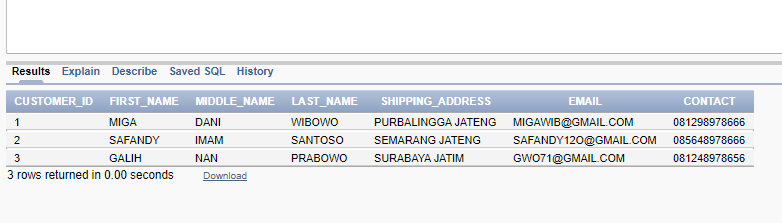 Results Explain Describe Saved SQL History
CUSTOMER_ID FIRST_NAME MIDDLE_NAME LAST_NAME SHIPPING_ADDRESS EMAIL CONTACT
1 MIGA DANI WIBOWO PURBALINGGA JATENG MIGAWIB@GMAIL.COM 081298978666
2 SAFANDY IMAM SANTOSO SEMARANG JATENG SAFANDY12O@GMAIL.COM 085648978666
3 GALIH NAN PRABOWO SURABAYA JATIM GWO71@GMAIL.COM 081248978656
3 rows returned in 0.00 seconds Download